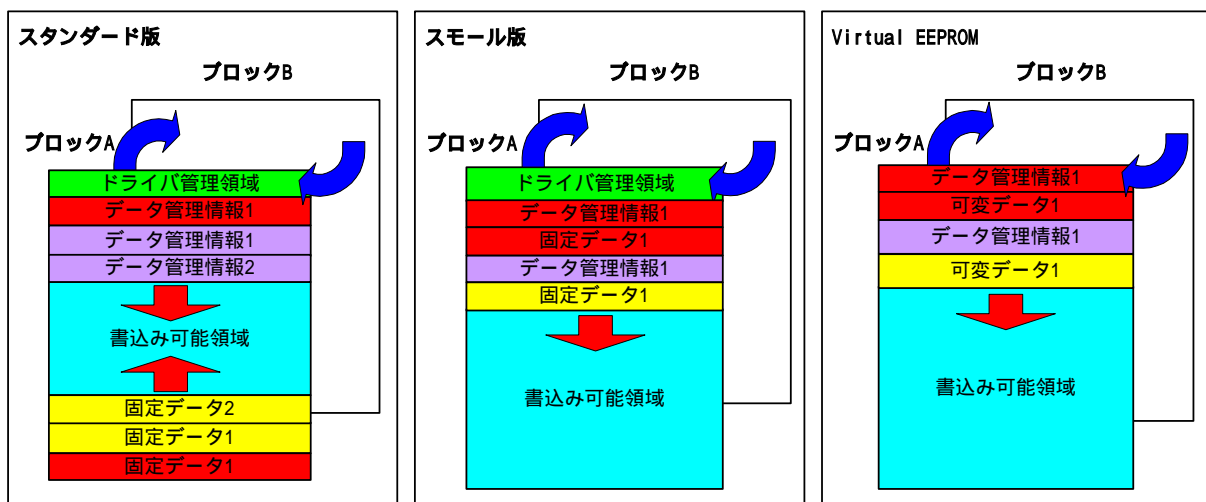 スタンダード版
ブロックB
ブロックA
ドライバ管理領域
データ管理情報1
データ管理情報1
データ管理情報2
書込み可能領域
固定データ2
固定データ1
固定データ1
スモール版
ブロックB
ブロックA
ドライバ管理領域
データ管理情報1
固定データ1
データ管理情報1
固定データ1
書込み可能領域
Virtual EEPROM
ブロックB
ブロックA
データ管理情報1
可変データ1
データ管理情報1
可変データ1
書込み可能領域